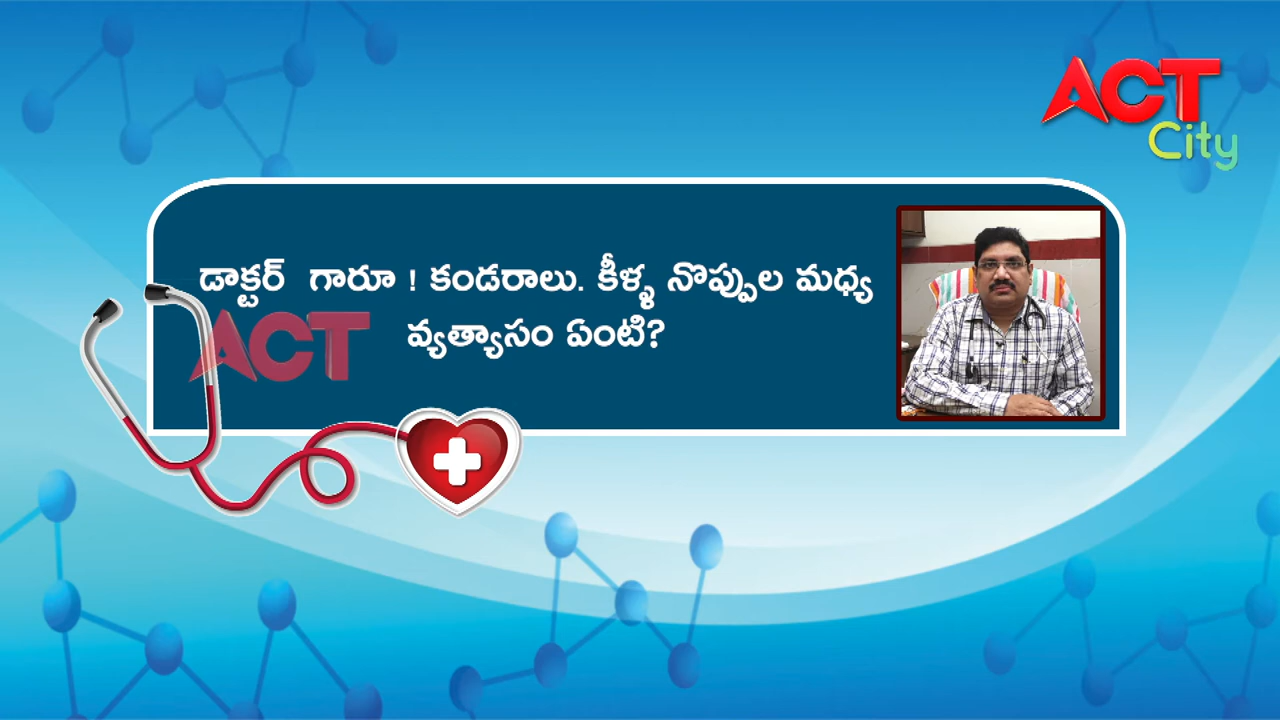 ACT
City
డాక్టర్ గారూ ! కండరాలు. కీళ్ళ నొప్పుల మధ్య
వ్యత్యాసం ఏంటి?
ACT